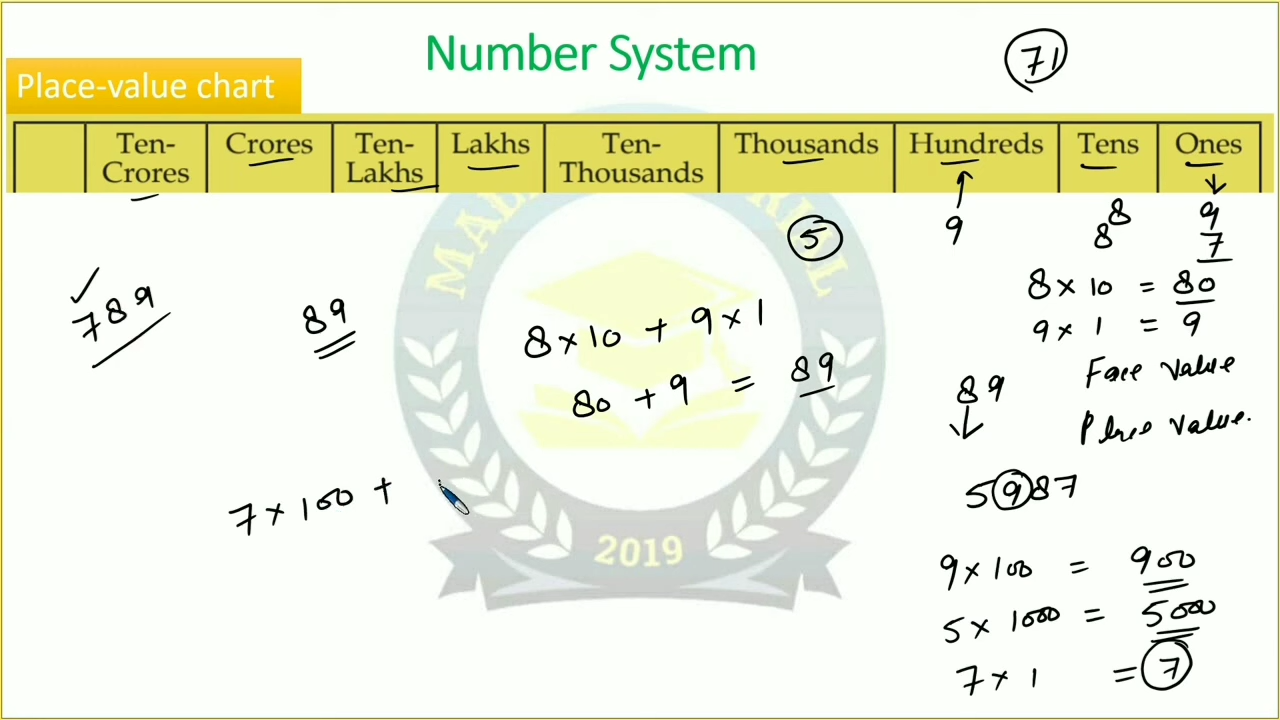 Number System
71
Place-value chart
Ten-Crores Crores Ten-Lakhs Lakhs Ten-Thousands Thousands Hundreds Tens Ones
5 9 8 8 9
7
8 × 10 = 80
9 × 1 = 9
789 89 8 × 10 + 9 × 1
80 + 9 = 89
Face value
89
Place value.
5987
7 × 100 +
2019
9 × 100 = 900
5 × 1000 = 5000
7 × 1 = 7